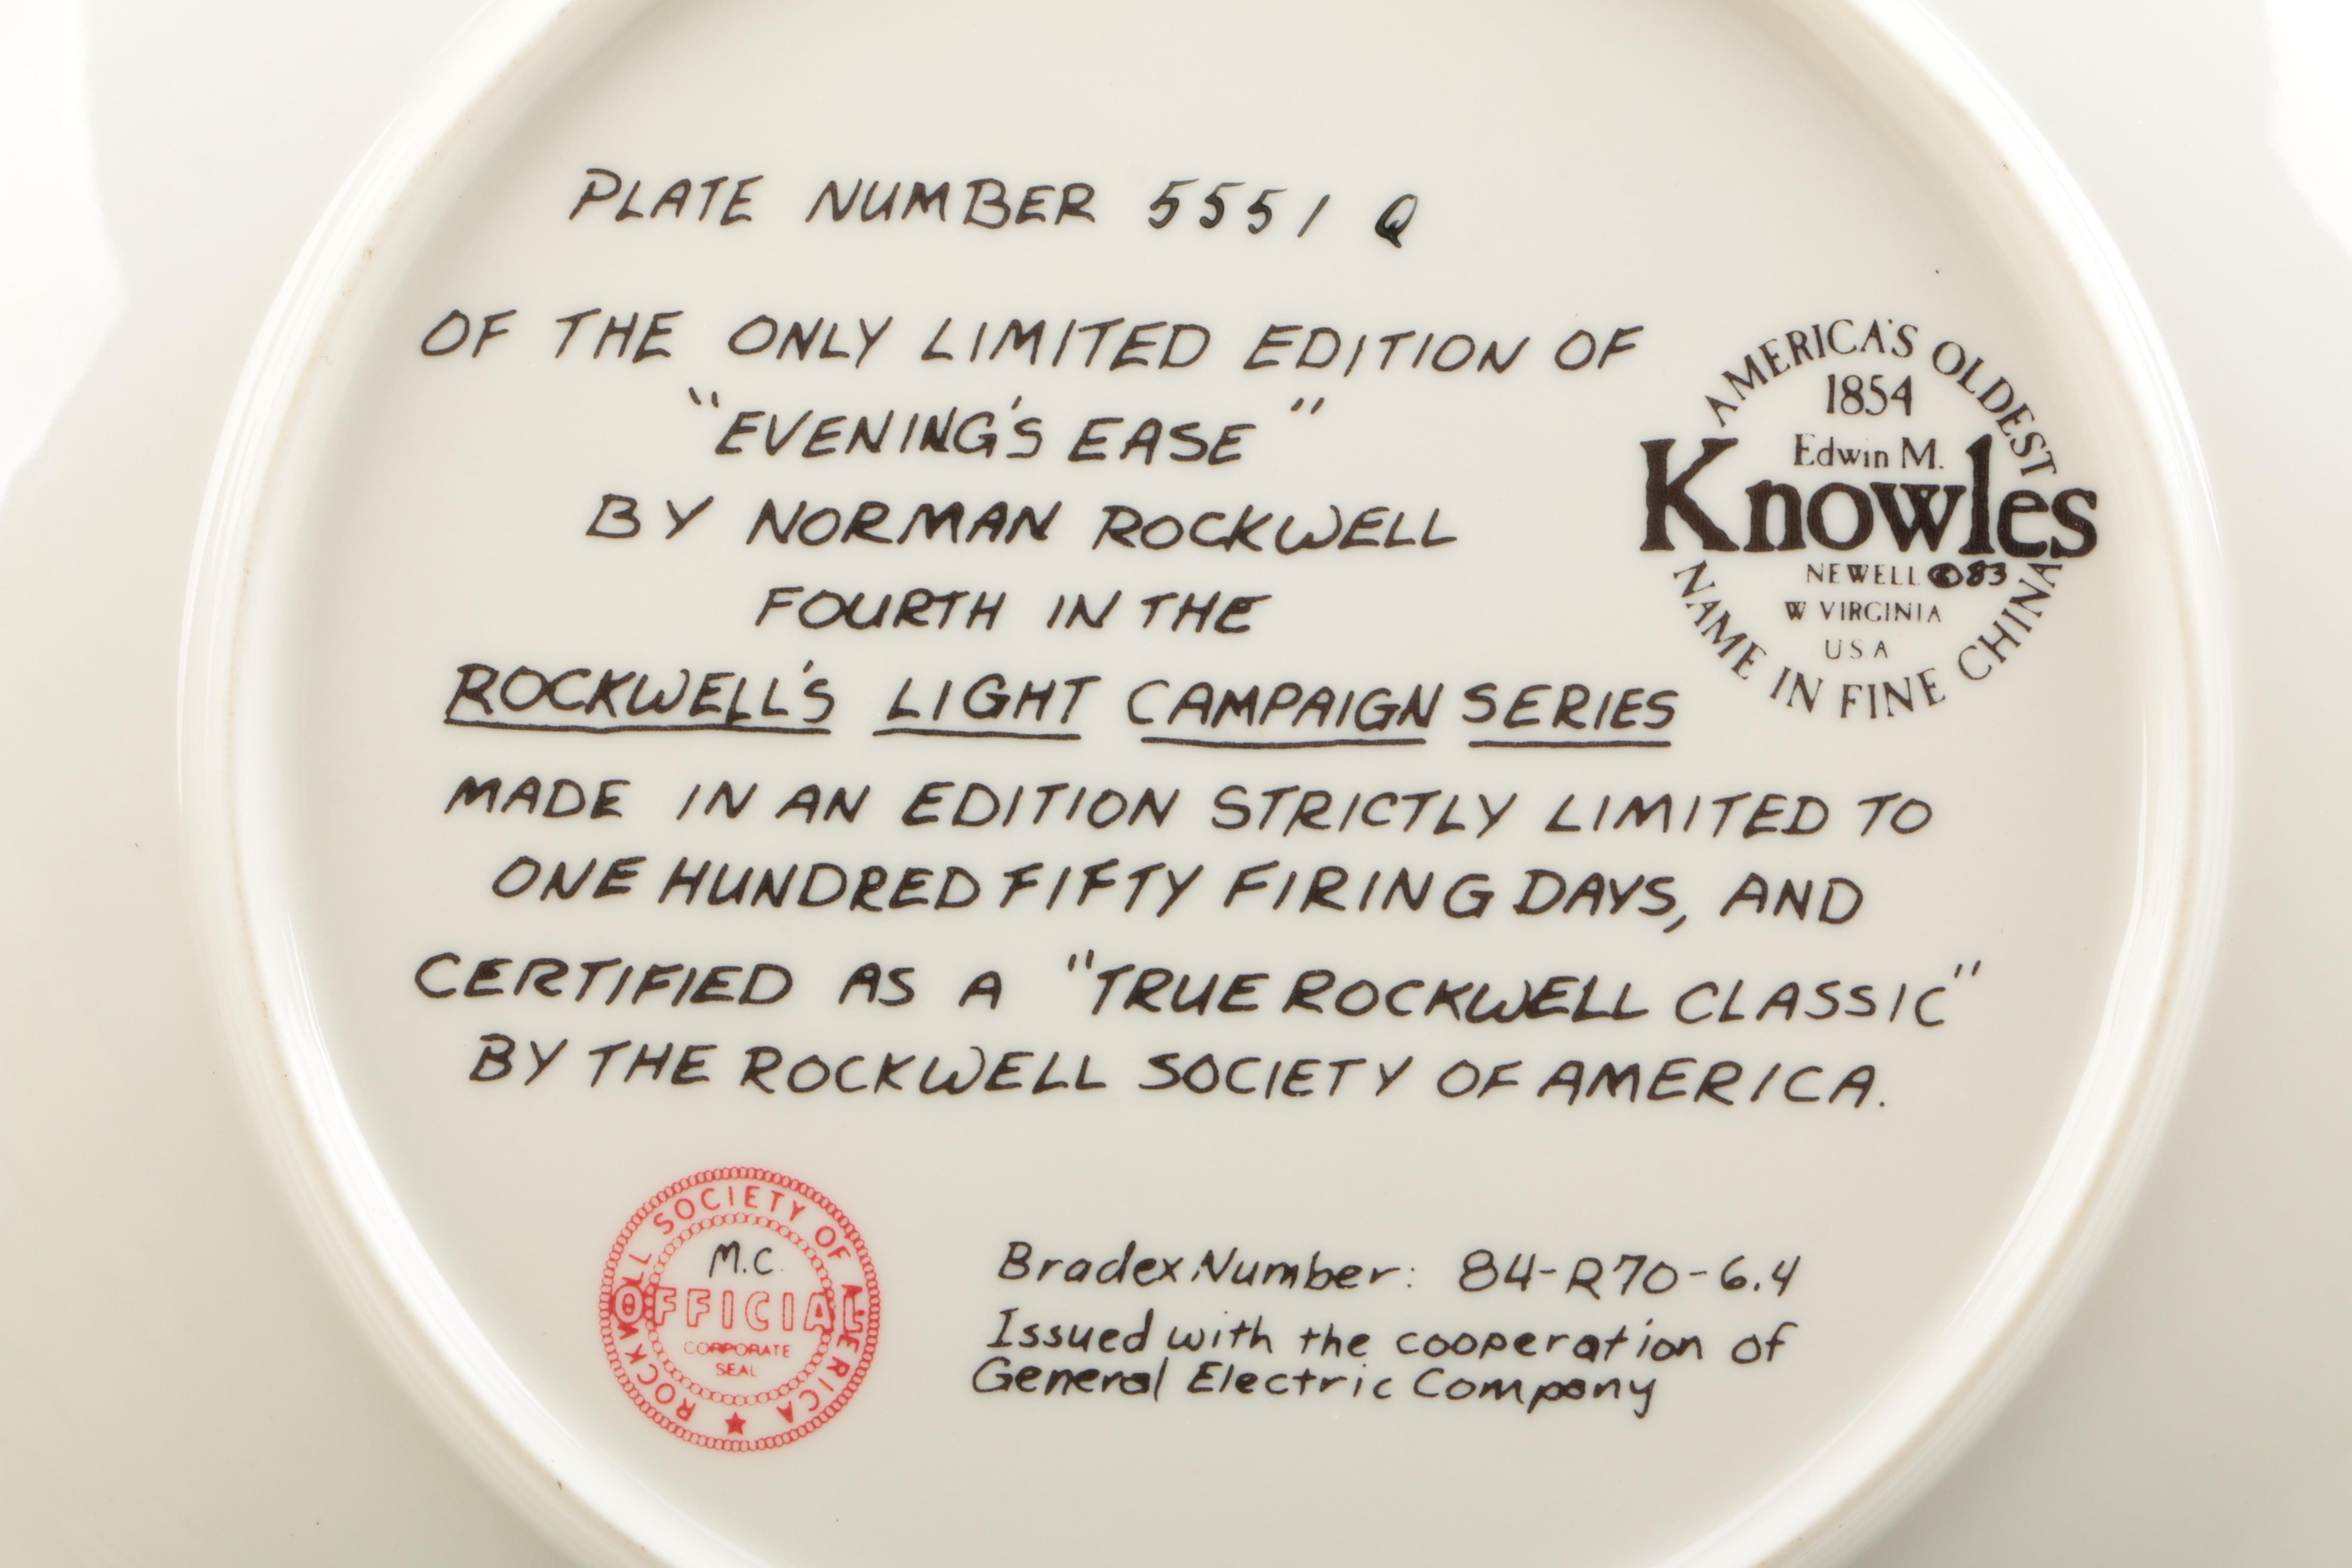 PLATE NUMBER 5551 Q
OF THE ONLY LIMITED EDITION OF
"EVENING'S EASE"
BY NORMAN ROCKWELL
FOURTH IN THE
ROCKWELL'S LIGHT CAMPAIGN SERIES
MADE IN AN EDITION STRICTLY LIMITED TO
ONE HUNDRED FIFTY FIRING DAYS, AND
CERTIFIED AS A "TRUE ROCKWELL CLASSIC"
BY THE ROCKWELL SOCIETY OF AMERICA.
AMERICA'S OLDEST
1854
Edwin M.
Knowles
NEWELL © 83
W VIRGINIA
USA
NAME IN FINE CHINA
ROCKWELL SOCIETY OF AMERICA
M.C.
OFFICIAL
CORPORATE
SEAL
Bradex Number: 84-R70-6.4
Issued with the cooperation of
General Electric Company